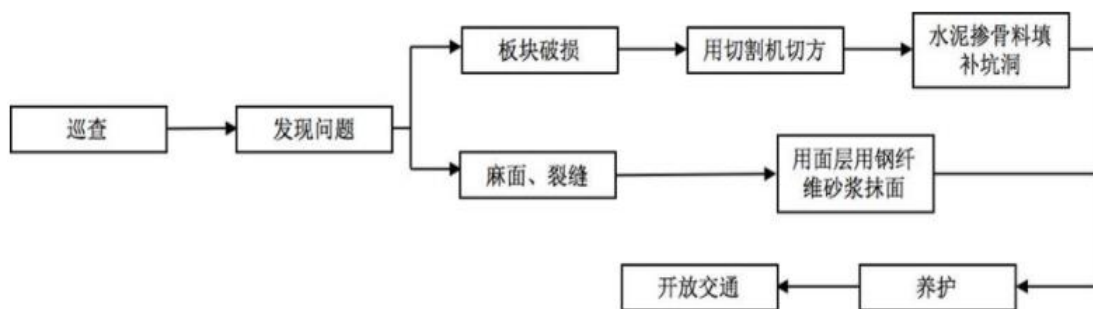 巡查
发现问题
板块破损
用切割机切方
水泥掺骨料填
补坑洞
麻面、裂缝
用面层用钢纤
维砂浆抹面
养护
开放交通